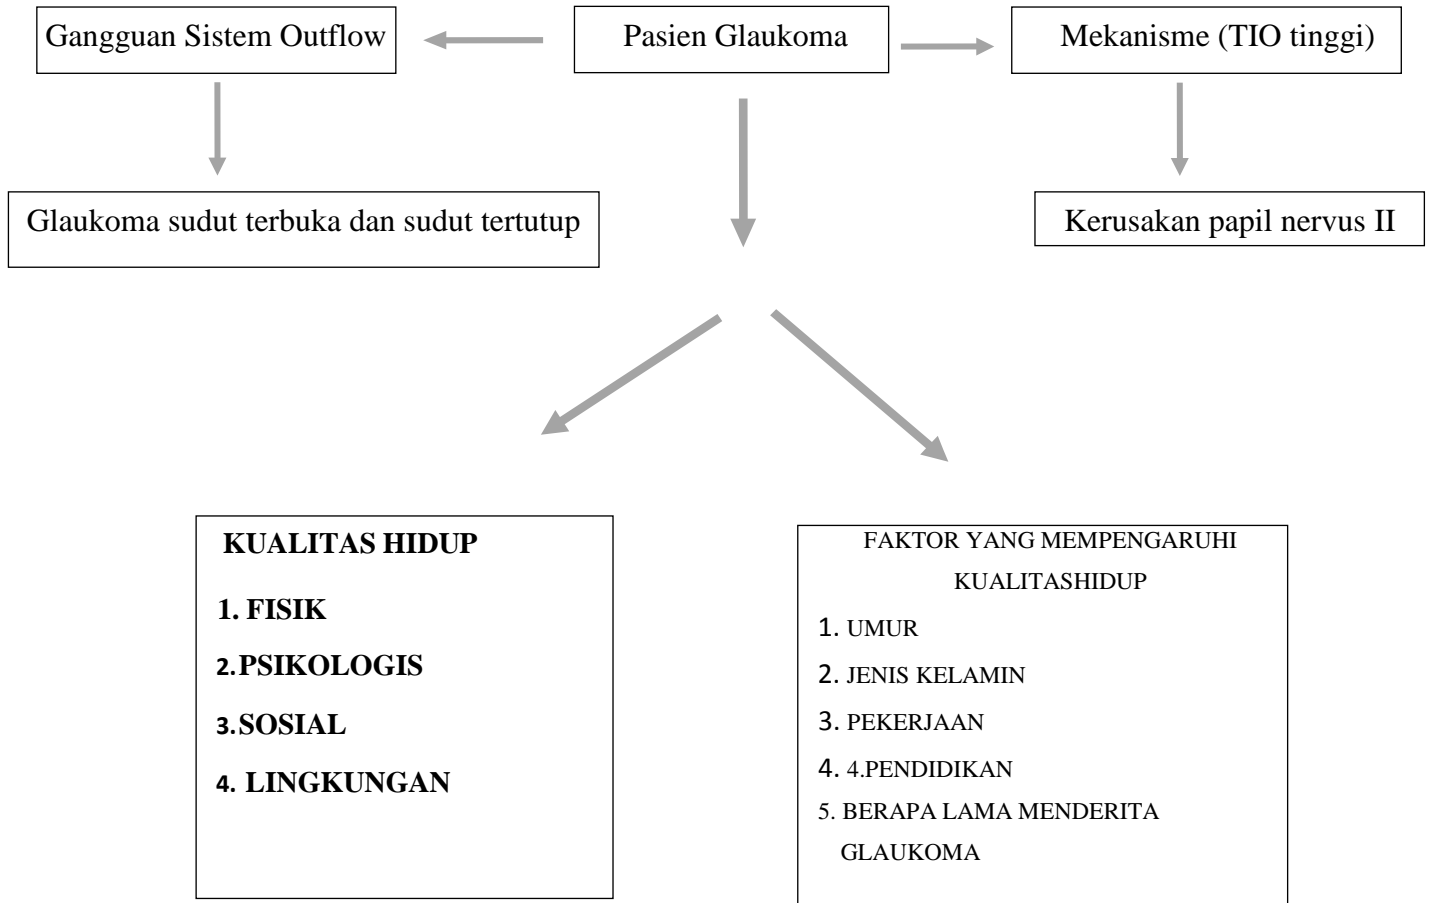 Gangguan Sistem Outflow
Pasien Glaukoma
Mekanisme (TIO tinggi)
Glaukoma sudut terbuka dan sudut tertutup
Kerusakan papil nervus II
KUALITAS HIDUP
1. FISIK
2.PSIKOLOGIS
3.SOSIAL
4. LINGKUNGAN
FAKTOR YANG MEMPENGARUHI
KUALITASHIDUP
1. UMUR
2. JENIS KELAMIN
3. PEKERJAAN
4. 4.PENDIDIKAN
5. BERAPA LAMA MENDERITA
GLAUKOMA